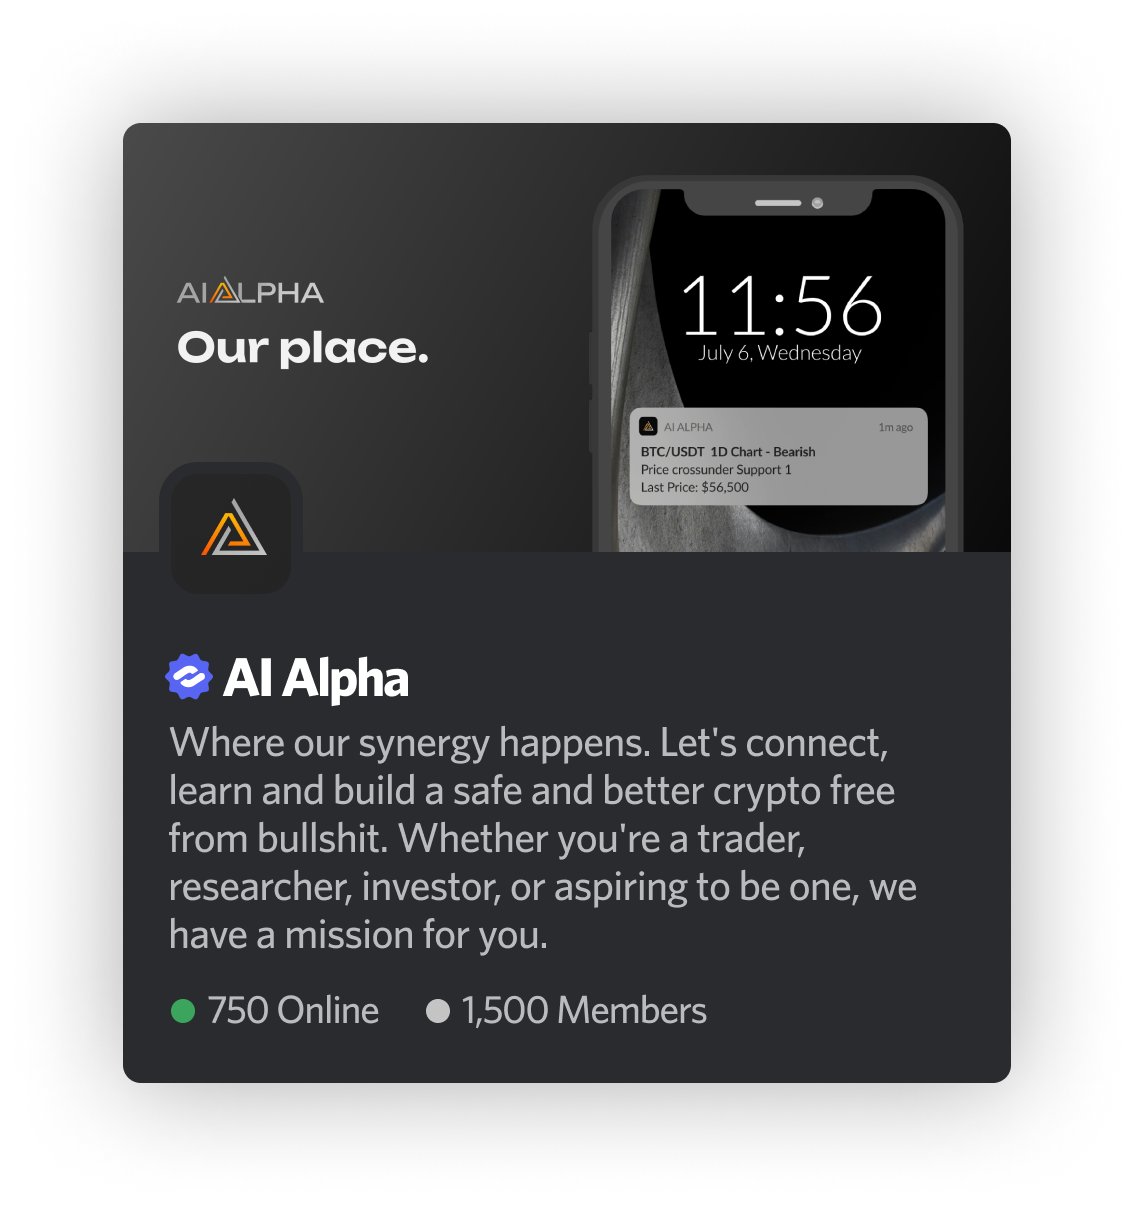 AI ALPHA
Our place.
11:56
July 6, Wednesday
AI ALPHA 1m ago
BTC/USDT 1D Chart - Bearish
Price crossunder Support 1
Last Price: $56,500
AI Alpha
Where our synergy happens. Let's connect,
learn and build a safe and better crypto free
from bullshit. Whether you're a trader,
researcher, investor, or aspiring to be one, we
have a mission for you.
750 Online 1,500 Members